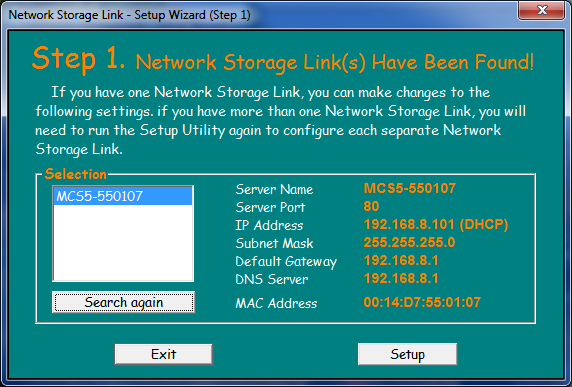 Network Storage Link - Setup Wizard (Step 1)
Step 1. Network Storage Link(s) Have Been Found!
If you have one Network Storage Link, you can make changes to the
following settings. if you have more than one Network Storage Link, you will
need to run the Setup Utility again to configure each separate Network
Storage Link.
Selection
MCS5-550107
Server Name MCS5-550107
Server Port 80
IP Address 192.168.8.101 (DHCP)
Subnet Mask 255.255.255.0
Default Gateway 192.168.8.1
DNS Server 192.168.8.1
Search again
MAC Address 00:14:D7:55:01:07
Exit
Setup